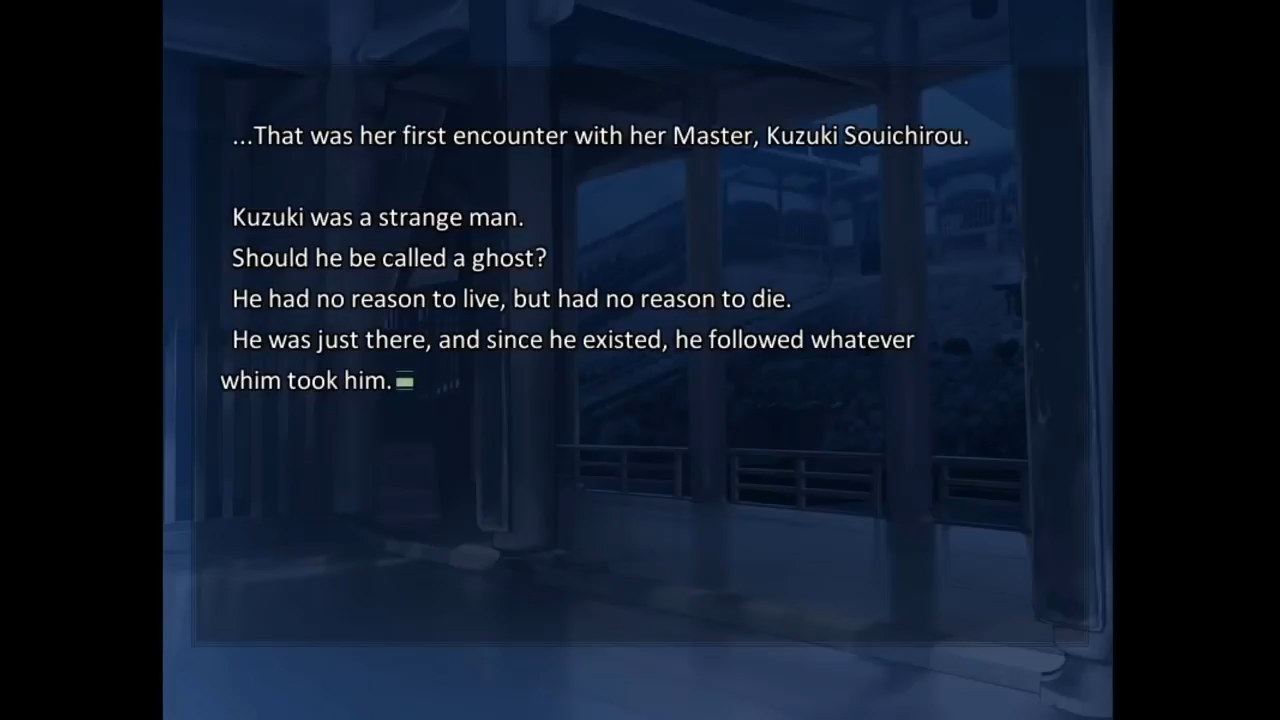 ...That was her first encounter with her Master, Kuzuki Souichirou.
Kuzuki was a strange man.
Should he be called a ghost?
He had no reason to live, but had no reason to die.
He was just there, and since he existed, he followed whatever
whim took him.